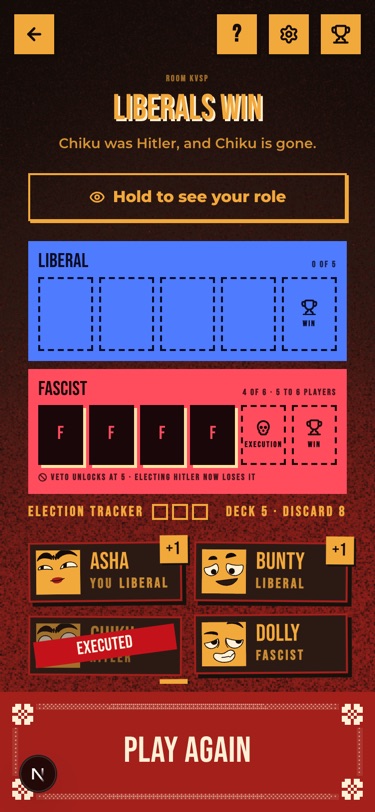 ?
ROOM KVSP
LIBERALS WIN
Chiku was Hitler, and Chiku is gone.
Hold to see your role
LIBERAL
0 OF 5
WIN
FASCIST
4 OF 6 · 5 TO 6 PLAYERS
F
F
F
F
EXECUTION
WIN
VETO UNLOCKS AT 5 · ELECTING HITLER NOW LOSES IT
ELECTION TRACKER
DECK 5 · DISCARD 8
ASHA
YOU LIBERAL
+1
BUNTY
LIBERAL
+1
CHIKU
HITLER
EXECUTED
DOLLY
FASCIST
PLAY AGAIN
N